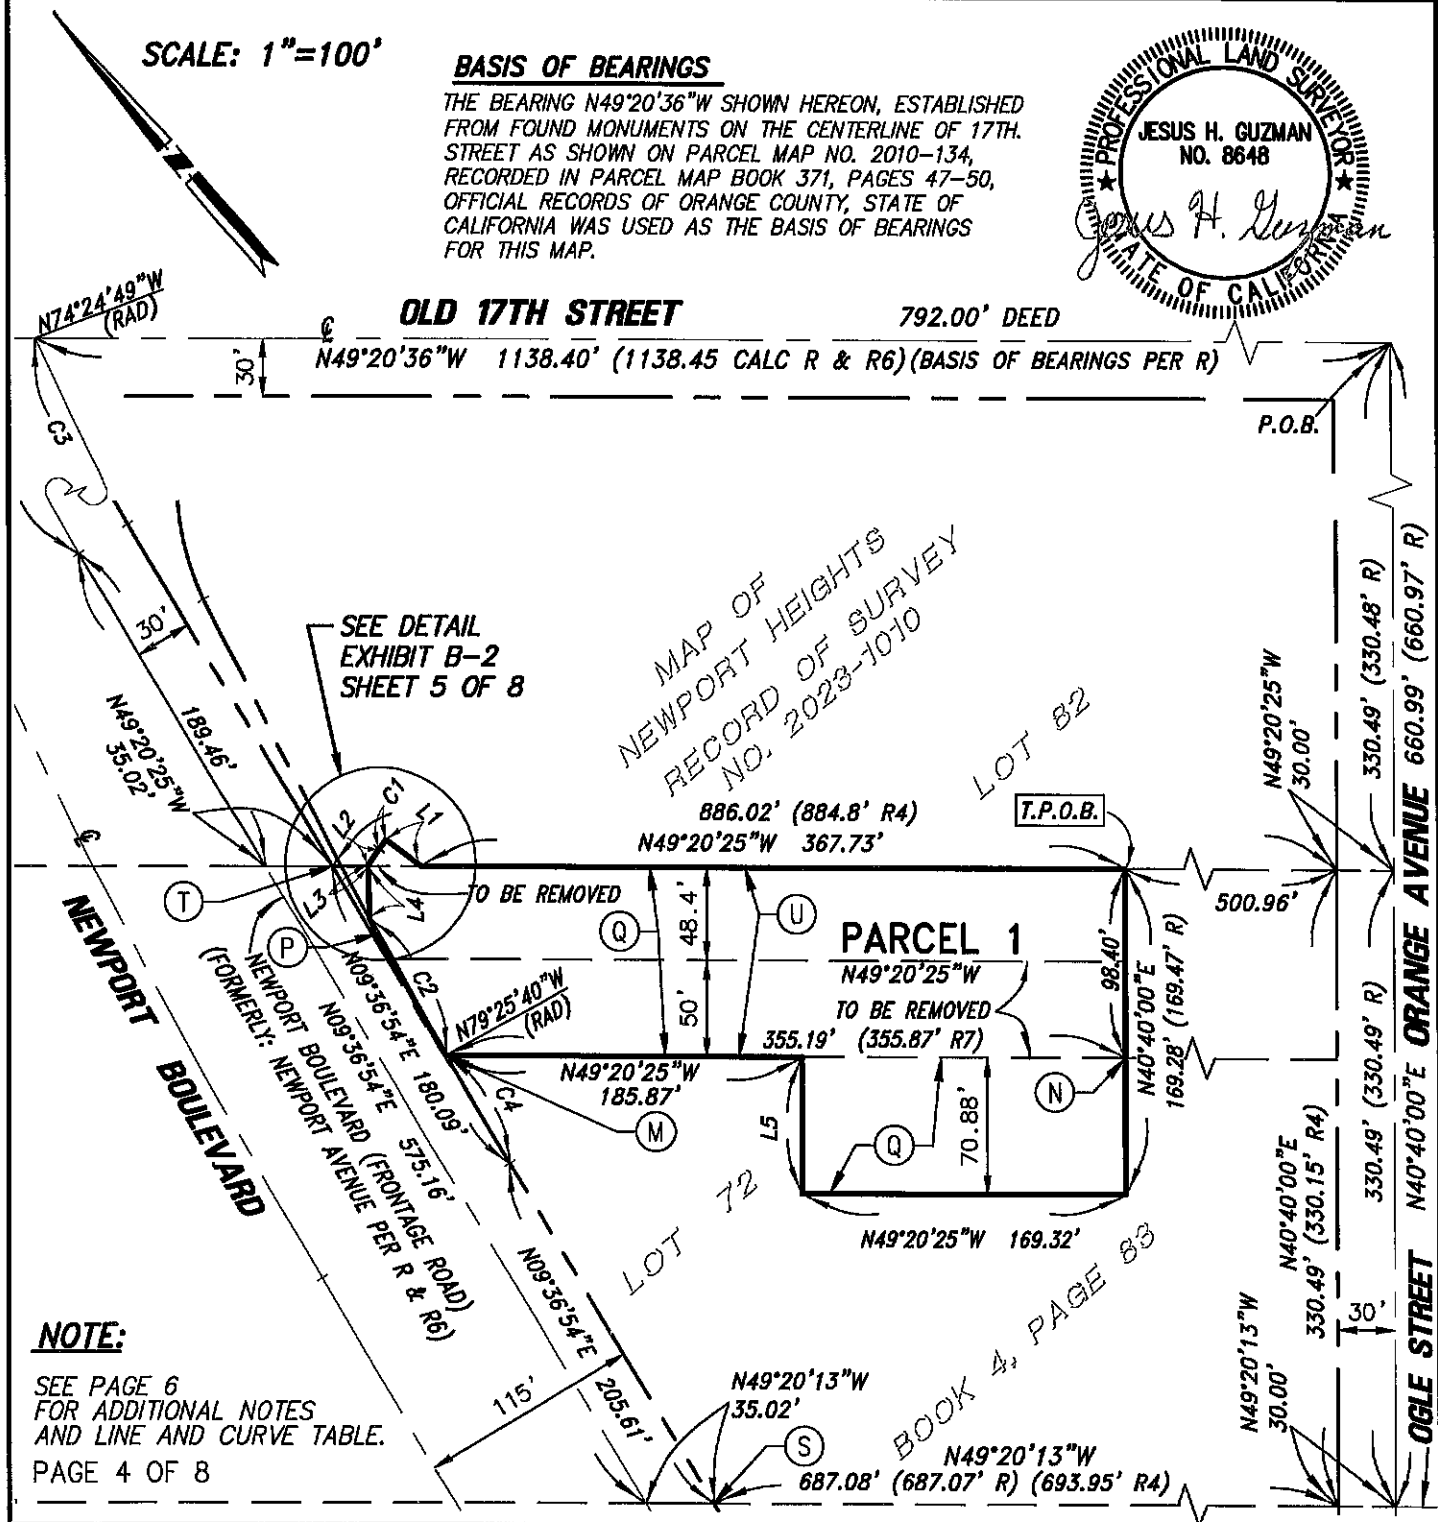 SCALE: 1"=100'
BASIS OF BEARINGS
THE BEARING N49°20'36"W SHOWN HEREON, ESTABLISHED
FROM FOUND MONUMENTS ON THE CENTERLINE OF 17TH.
STREET AS SHOWN ON PARCEL MAP NO. 2010-134,
RECORDED IN PARCEL MAP BOOK 371, PAGES 47-50,
OFFICIAL RECORDS OF ORANGE COUNTY, STATE OF
CALIFORNIA WAS USED AS THE BASIS OF BEARINGS
FOR THIS MAP.
PROFESSIONAL LAND SURVEYOR
JESUS H. GUZMAN
NO. 8648
Jesus H. Guzman
STATE OF CALIFORNIA
N
N74°24'49"W
(RAD)
℄
OLD 17TH STREET
792.00' DEED
N49°20'36"W 1138.40' (1138.45 CALC R & R6)(BASIS OF BEARINGS PER R)
30'
P.O.B.
C3
30'
SEE DETAIL
EXHIBIT B-2
SHEET 5 OF 8
MAP OF
NEWPORT HEIGHTS
RECORD OF SURVEY
NO. 2023-1010
LOT 82
N49°20'25"W
35.02'
189.46'
N49°20'25"W
30.00'
330.49' (330.48' R)
660.99' (660.97' R)
ORANGE AVENUE
N40°40'00"E
OGLE STREET
℄
L2
C1
L1
886.02' (884.8' R4)
N49°20'25"W 367.73'
T.P.O.B.
T
L3
L4
TO BE REMOVED
P
Q
48.4'
U
PARCEL 1
N49°20'25"W
TO BE REMOVED
500.96'
98.40'
N40°40'00"E
169.28' (169.47' R)
50'
355.19' (355.87' R7)
C2
N79°25'40"W
(RAD)
N49°20'25"W
185.87'
M
C4
L5
Q
70.88'
N
N49°20'25"W 169.32'
NEWPORT BOULEVARD
N09°36'54"E 180.09'
N09°36'54"E 575.16'
NEWPORT BOULEVARD (FRONTAGE ROAD)
(FORMERLY: NEWPORT AVENUE PER R & R6)
LOT 72
BOOK 4, PAGE 83
N09°36'54"E 205.61'
115'
330.49' (330.49' R)
N40°40'00"E
330.49' (330.15' R4)
30'
N49°20'13"W
30.00'
NOTE:
SEE PAGE 6
FOR ADDITIONAL NOTES
AND LINE AND CURVE TABLE.
PAGE 4 OF 8
N49°20'13"W
35.02'
S
N49°20'13"W
687.08' (687.07' R) (693.95' R4)